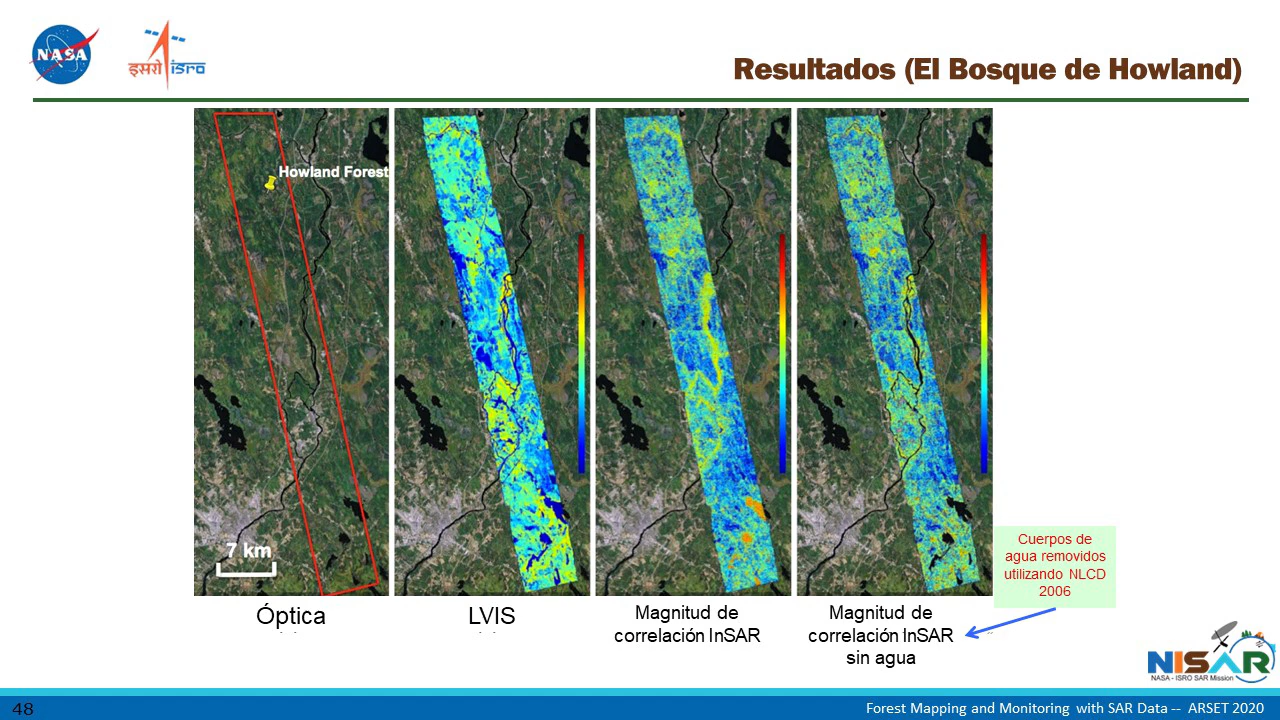 NASA
इसरो isro
Resultados (El Bosque de Howland)
Howland Forest
7 km
Óptica
LVIS
Magnitud de
correlación InSAR
Magnitud de
correlación InSAR
sin agua
Cuerpos de
agua removidos
utilizando NLCD
2006
NISAR
NASA - ISRO SAR Mission
48
Forest Mapping and Monitoring with SAR Data -- ARSET 2020